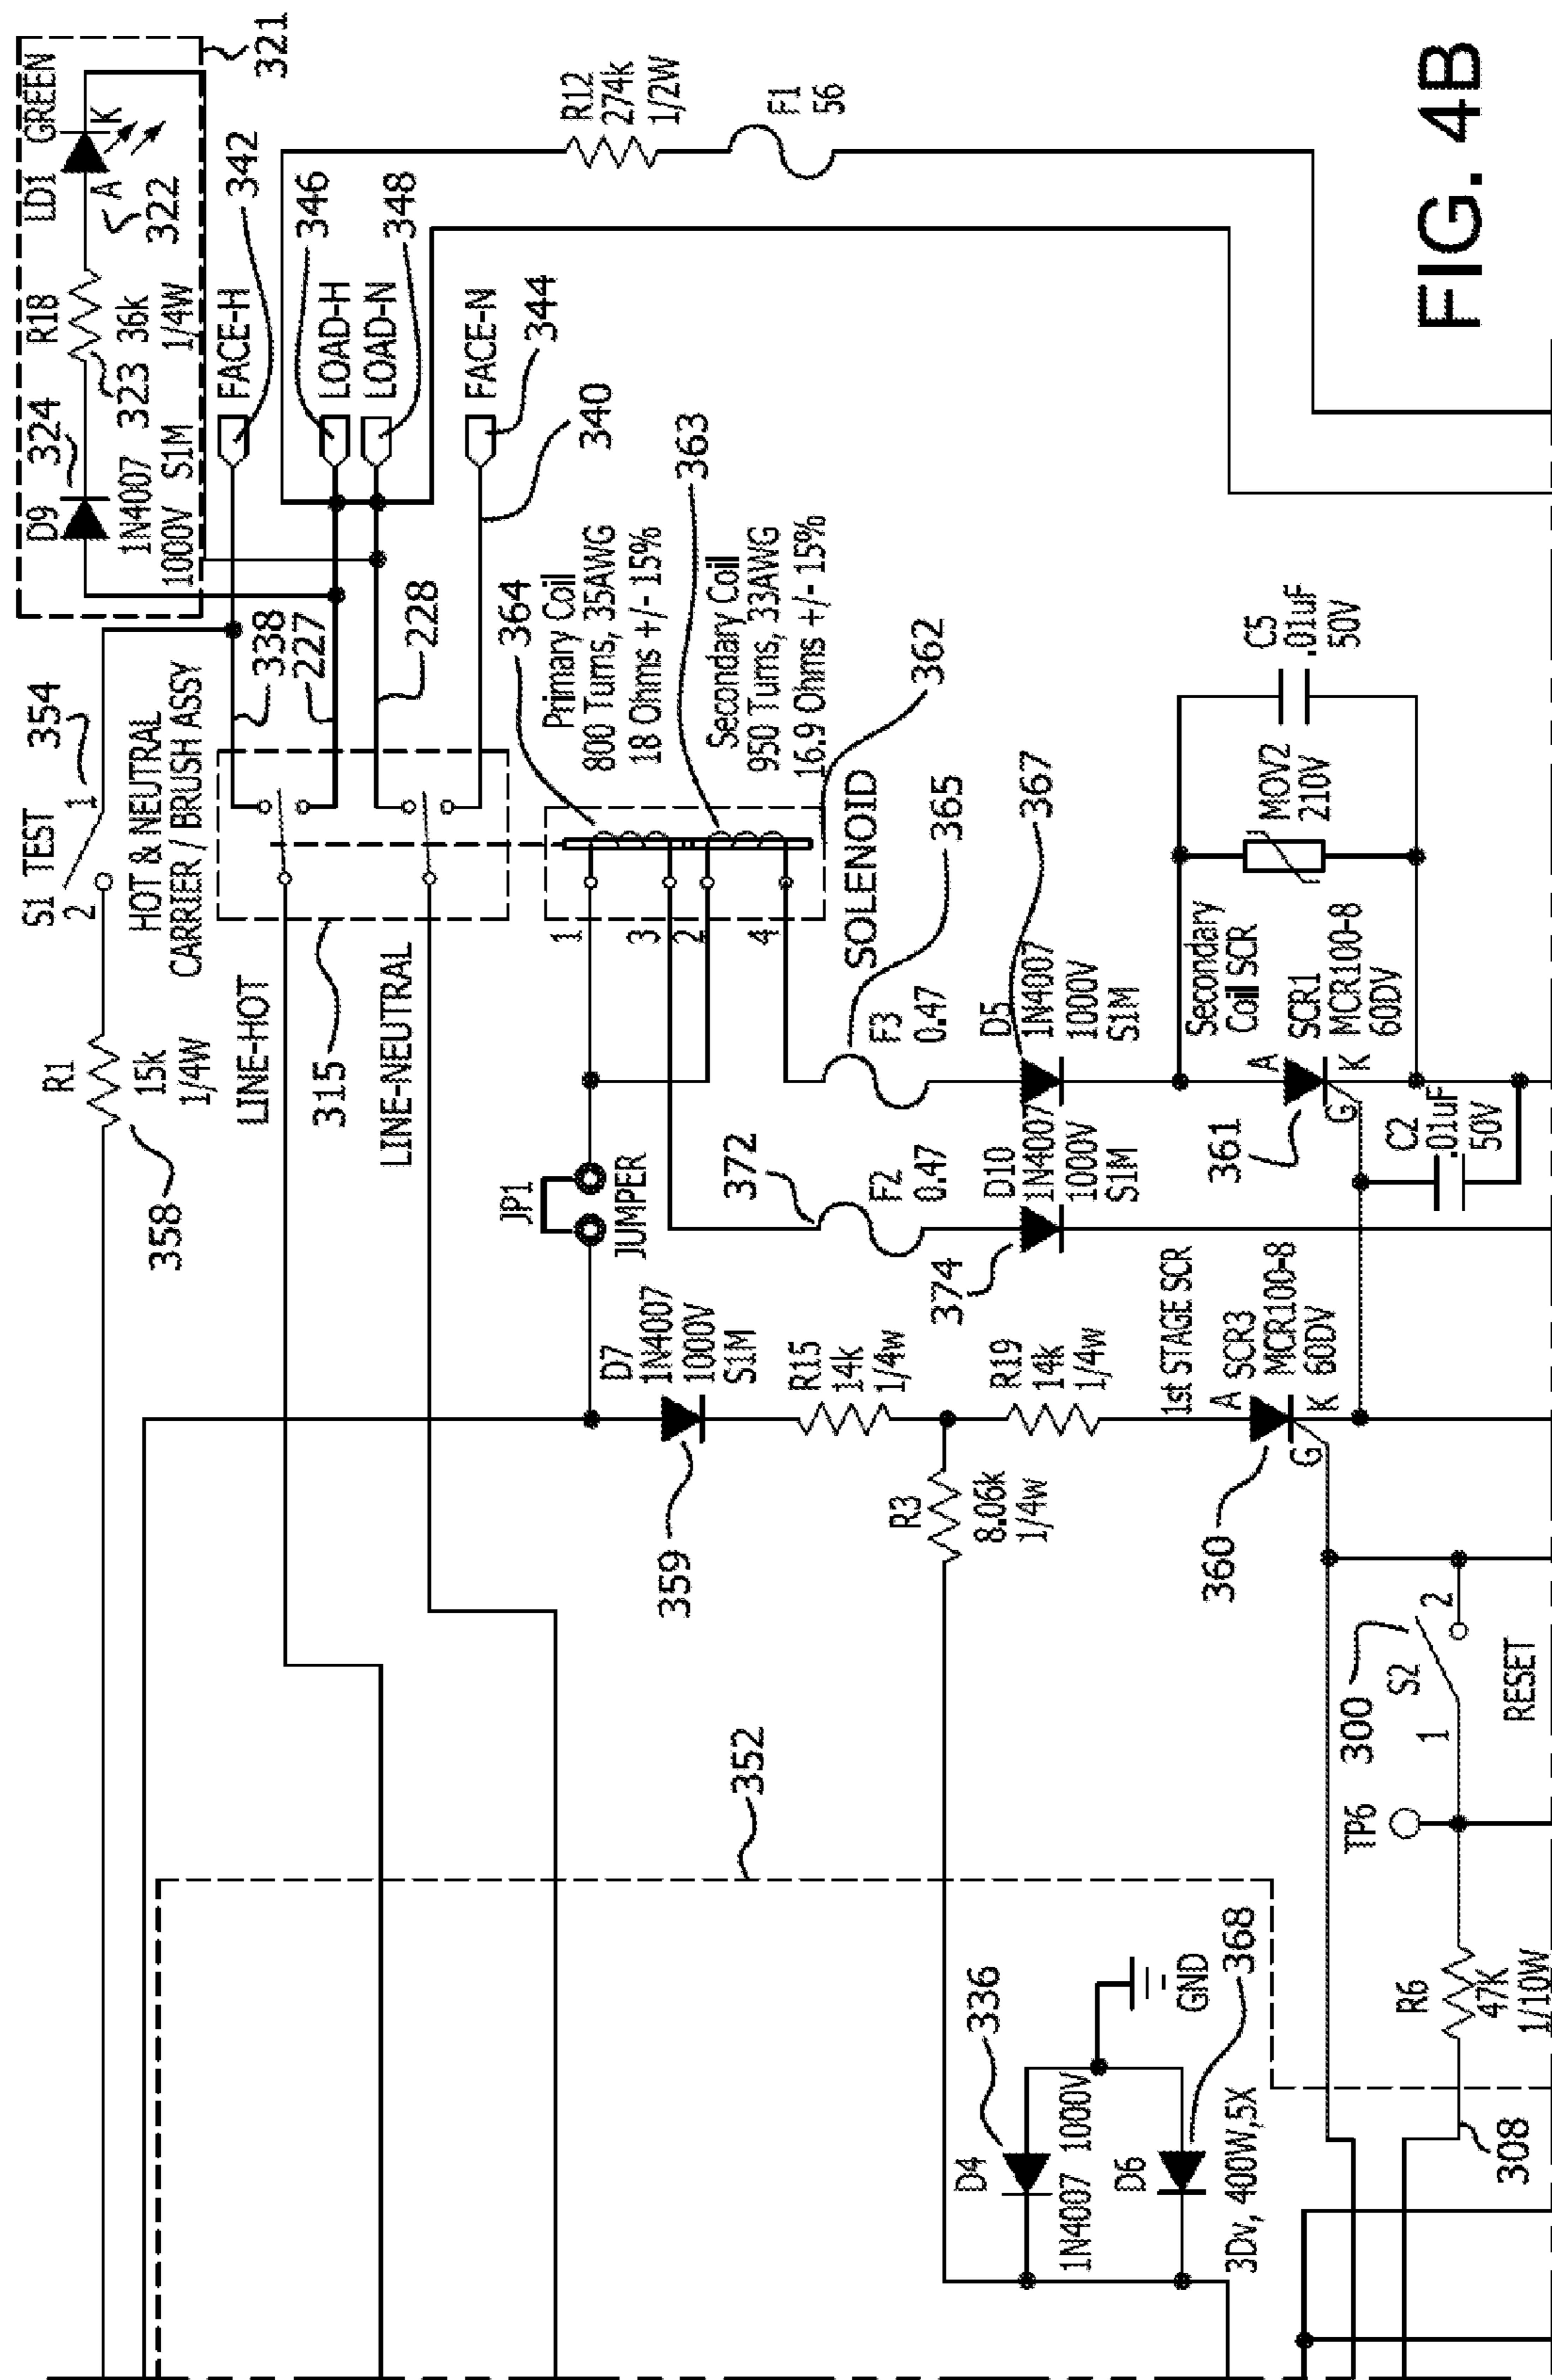 321
LD1 GREEN
K
A
322
R18
36k
1/4W
323
324
D9
1N4007
1000V S1M
342
FACE-H
346
LOAD-H
348
LOAD-N
344
FACE-N
340
R12
274k
1/2W
F1
56
354
S1 TEST
1
2
HOT & NEUTRAL
CARRIER / BRUSH ASSY
338
227
228
R1
15k
1/4W
358
LINE-HOT
315
LINE-NEUTRAL
364
Primary Coil
800 Turns, 35AWG
18 Ohms +/- 15%
363
Secondary Coil
950 Turns, 33AWG
16.9 Ohms +/- 15%
362
1
3
2
4
SOLENOID
365
F3
0.47
367
D5
1N4007
1000V
S1M
JP1
JUMPER
372
F2
0.47
374
D10
1N4007
1000V
S1M
Secondary
Coil SCR
SCR1
MCR100-8
60DV
A
K
G
361
MOV2
210V
C5
.01uF
50V
C2
.01uF
50V
D7
1N4007
1000V
S1M
359
R15
14k
1/4w
R19
14k
1/4w
R3
8.06k
1/4w
1st STAGE SCR
A SCR3
MCR100-8
K 60DV
G
360
352
300
S2
1
2
RESET
TP6
R6
47K
1/10W
308
336
D4
1N4007 1000V
GND
368
D6
3Dv, 400W,5X
FIG. 4B